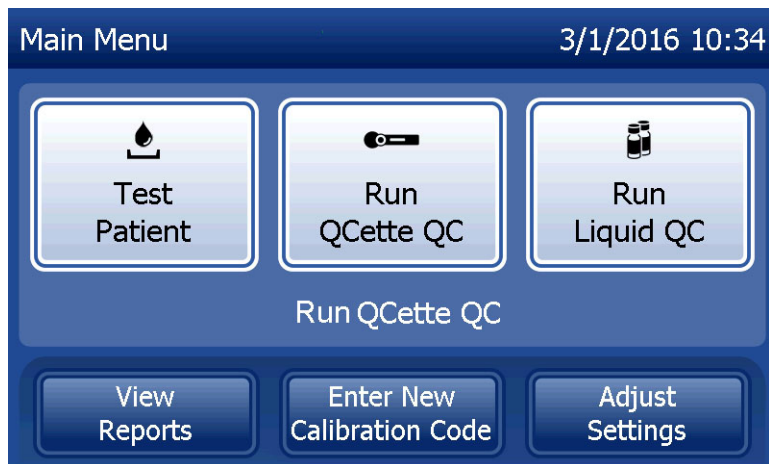 Main Menu 3/1/2016 10:34
Test
Patient
Run
QCette QC
Run
Liquid QC
Run QCette QC
View
Reports
Enter New
Calibration Code
Adjust
Settings